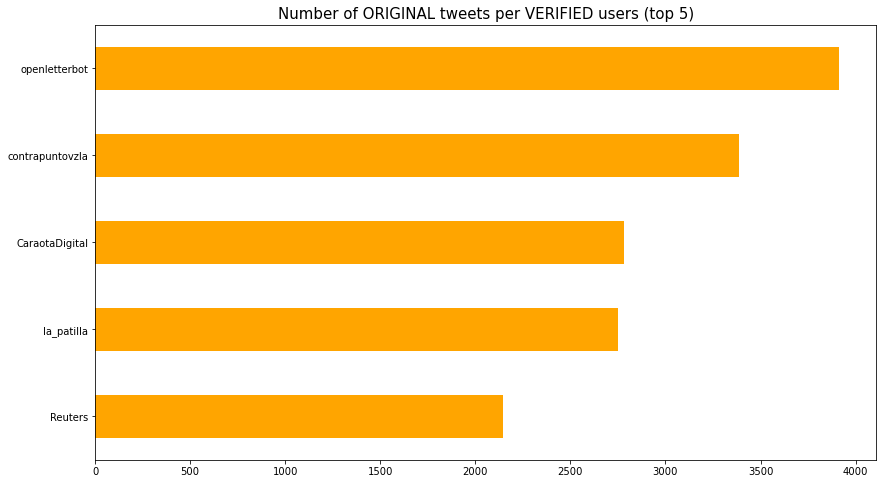 Number of ORIGINAL tweets per VERIFIED users (top 5)
openletterbot
contrapuntovzla
CaraotaDigital
la_patilla
Reuters
0 500 1000 1500 2000 2500 3000 3500 4000